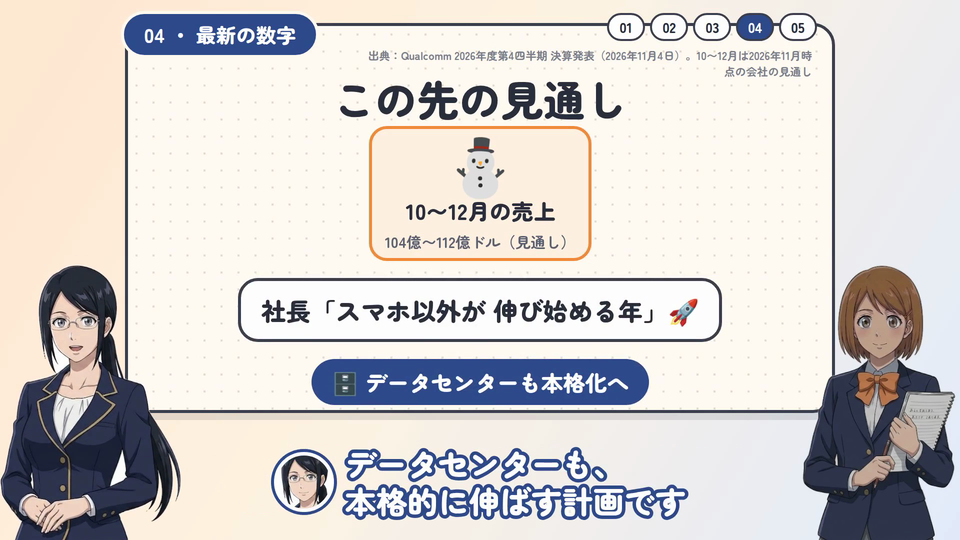 04 ・ 最新の数字
01 02 03 04 05
出典：Qualcomm 2026年度第4四半期 決算発表（2026年11月4日）。10〜12月は2026年11月時
点の会社の見通し
この先の見通し
10〜12月の売上
104億〜112億ドル（見通し）
社長「スマホ以外が 伸び始める年」
データセンターも本格化へ
データセンターも、
本格的に伸ばす計画です